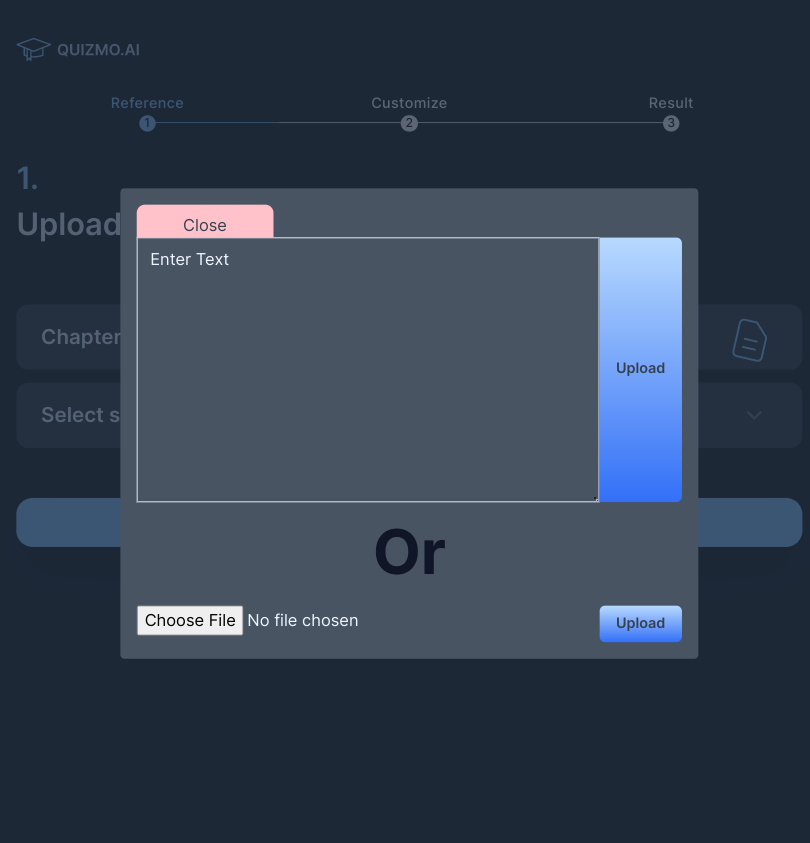 QUIZMO.AI
Reference Customize Result
1 2 3
1.
Upload
Close
Enter Text
Chapter
Upload
Select s
Or
Choose File No file chosen
Upload